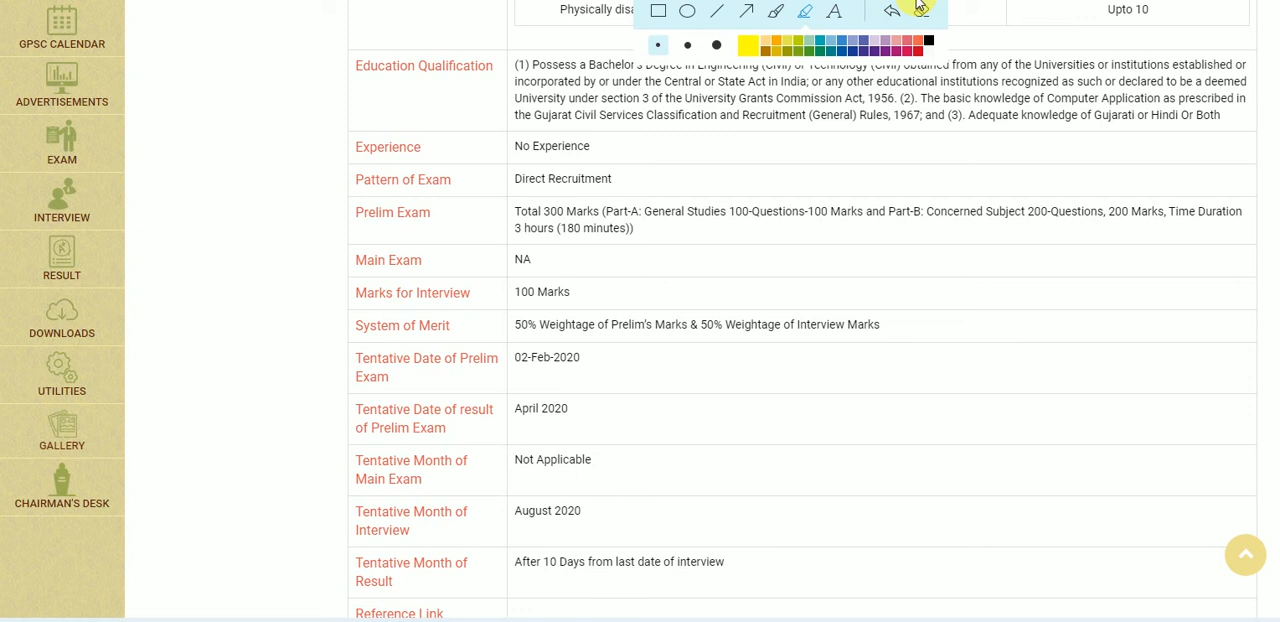 GPSC CALENDAR
ADVERTISEMENTS
EXAM
INTERVIEW
RESULT
DOWNLOADS
UTILITIES
GALLERY
CHAIRMAN'S DESK
Physically
Upto 10
Education Qualification
(1) Possess a Bachelor's Degree in Engineering (Civil) or Technology (Civil) obtained from any of the Universities or institutions established or
incorporated by or under the Central or State Act in India; or any other educational institutions recognized as such or declared to be a deemed
University under section 3 of the University Grants Commission Act, 1956. (2). The basic knowledge of Computer Application as prescribed in
the Gujarat Civil Services Classification and Recruitment (General) Rules, 1967; and (3). Adequate knowledge of Gujarati or Hindi Or Both
Experience
No Experience
Pattern of Exam
Direct Recruitment
Prelim Exam
Total 300 Marks (Part-A: General Studies 100-Questions-100 Marks and Part-B: Concerned Subject 200-Questions, 200 Marks, Time Duration
3 hours (180 minutes))
Main Exam
NA
Marks for Interview
100 Marks
System of Merit
50% Weightage of Prelim's Marks & 50% Weightage of Interview Marks
Tentative Date of Prelim
Exam
02-Feb-2020
Tentative Date of result
of Prelim Exam
April 2020
Tentative Month of
Main Exam
Not Applicable
Tentative Month of
Interview
August 2020
Tentative Month of
Result
After 10 Days from last date of interview
Reference Link